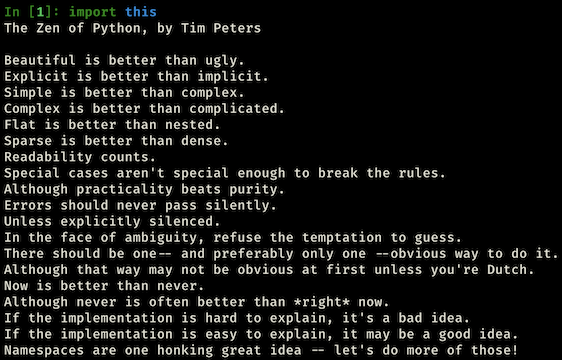 In [1]: import this
The Zen of Python, by Tim Peters

Beautiful is better than ugly.
Explicit is better than implicit.
Simple is better than complex.
Complex is better than complicated.
Flat is better than nested.
Sparse is better than dense.
Readability counts.
Special cases aren't special enough to break the rules.
Although practicality beats purity.
Errors should never pass silently.
Unless explicitly silenced.
In the face of ambiguity, refuse the temptation to guess.
There should be one-- and preferably only one --obvious way to do it.
Although that way may not be obvious at first unless you're Dutch.
Now is better than never.
Although never is often better than *right* now.
If the implementation is hard to explain, it's a bad idea.
If the implementation is easy to explain, it may be a good idea.
Namespaces are one honking great idea -- let's do more of those!